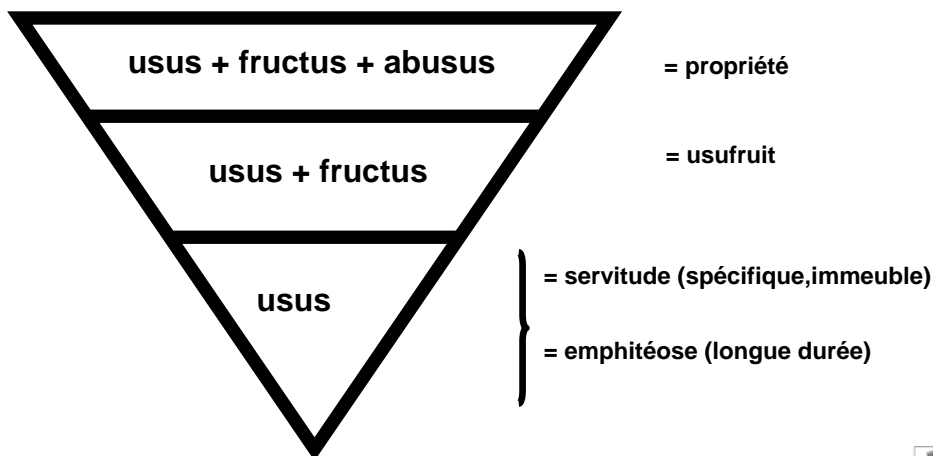 usus + fructus + abusus
= propriété
usus + fructus
= usufruit
usus
= servitude (spécifique,immeuble)
= emphitéose (longue durée)